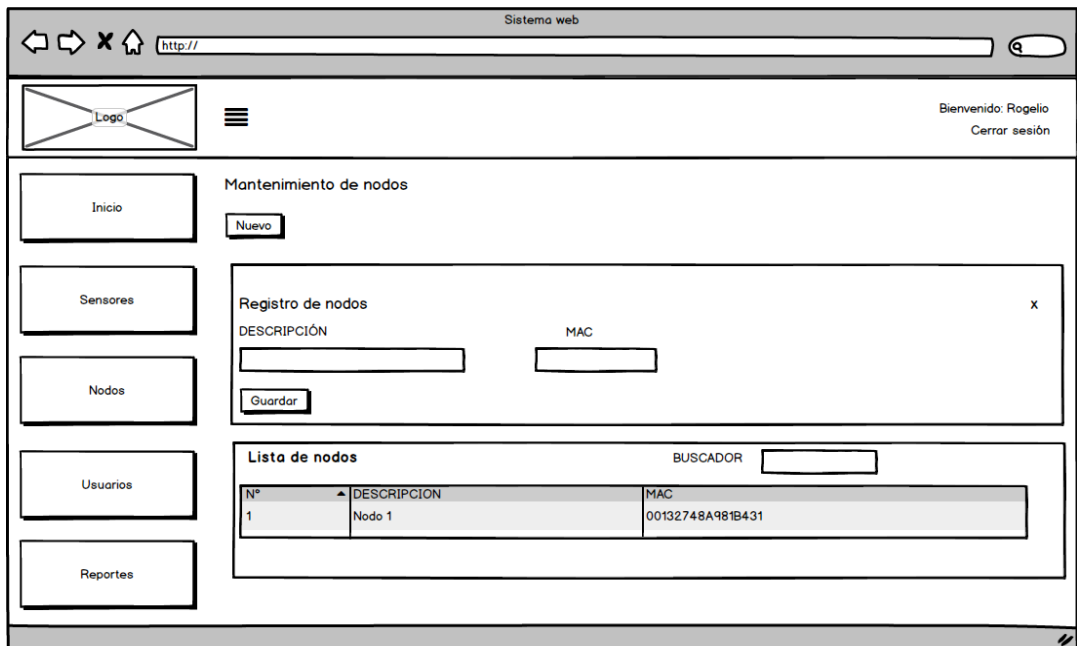 Sistema web
http://
Logo
Bienvenido: Rogelio
Cerrar sesión
Inicio
Sensores
Nodos
Usuarios
Reportes
Mantenimiento de nodos
Nuevo
Registro de nodos
x
DESCRIPCIÓN
MAC
Guardar
Lista de nodos
BUSCADOR
N° DESCRIPCION MAC
1 Nodo 1 00132748A981B431